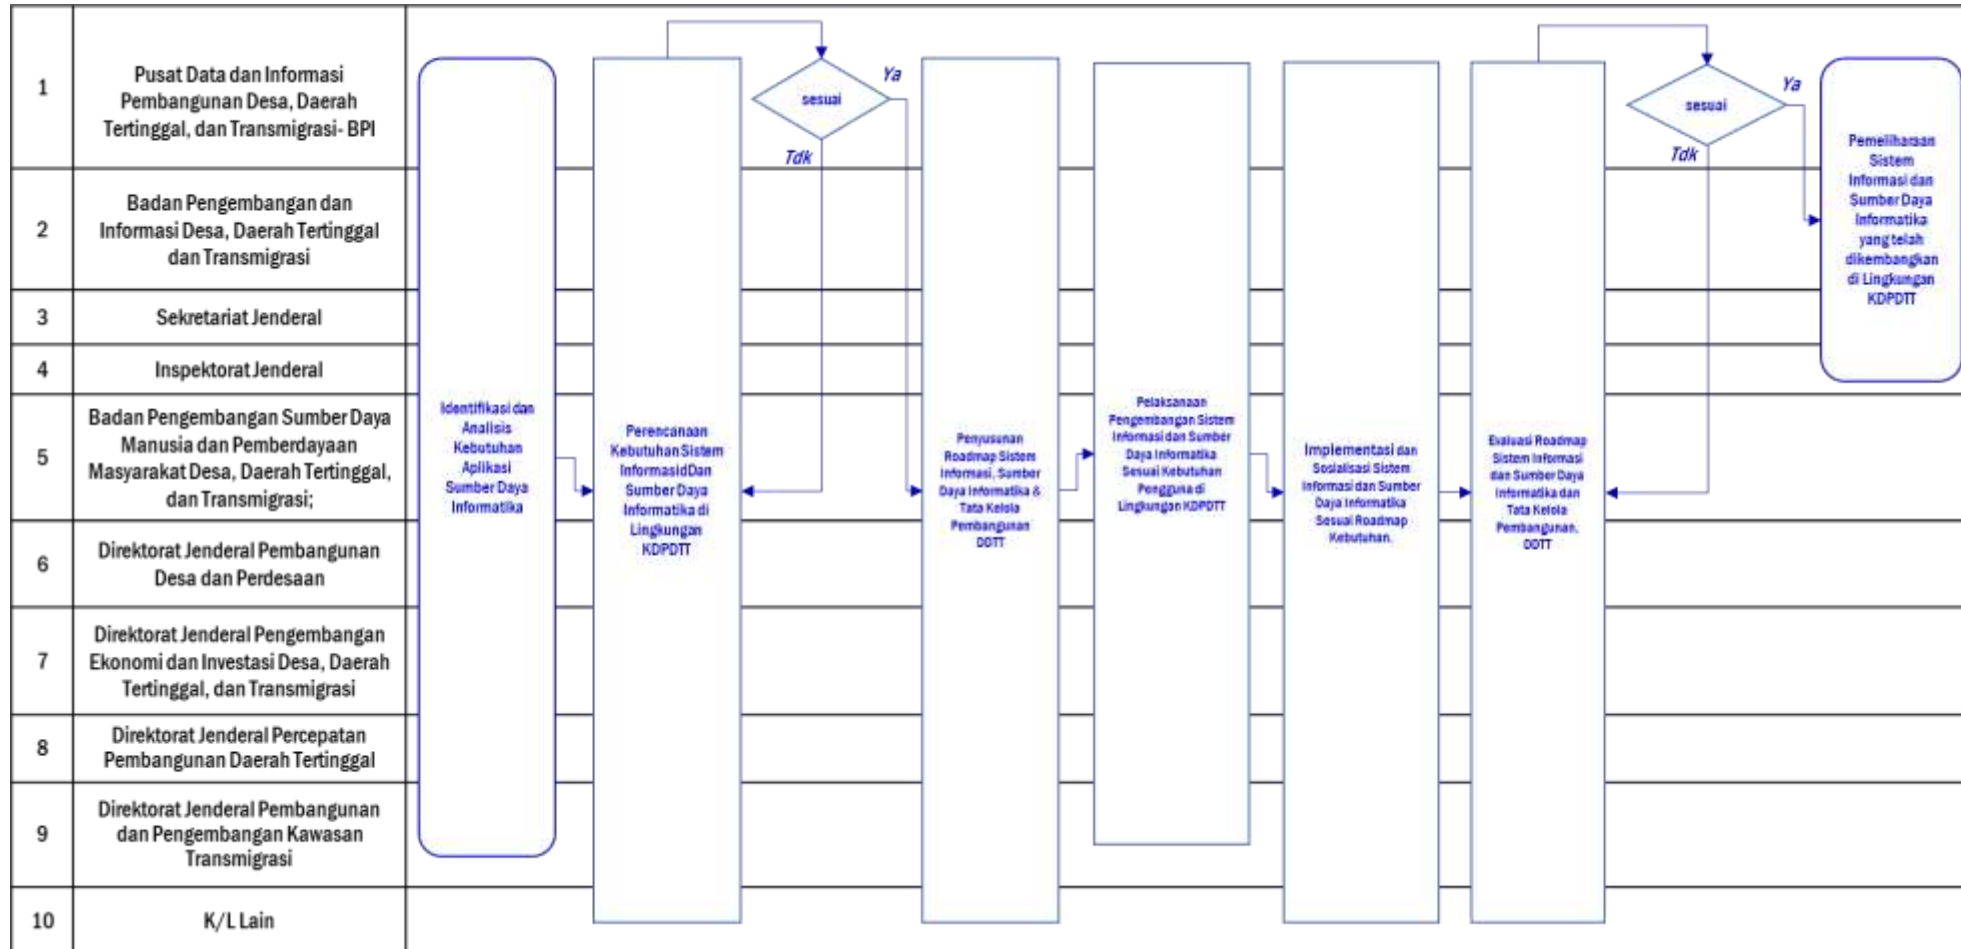 1
Pusat Data dan Informasi
Pembangunan Desa, Daerah
Tertinggal, dan Transmigrasi- BPI
2
Badan Pengembangan dan
Informasi Desa, Daerah Tertinggal
dan Transmigrasi
3
Sekretariat Jenderal
4
Inspektorat Jenderal
5
Badan Pengembangan Sumber Daya
Manusia dan Pemberdayaan
Masyarakat Desa, Daerah Tertinggal,
dan Transmigrasi;
6
Direktorat Jenderal Pembangunan
Desa dan Perdesaan
7
Direktorat Jenderal Pengembangan
Ekonomi dan Investasi Desa, Daerah
Tertinggal, dan Transmigrasi
8
Direktorat Jenderal Percepatan
Pembangunan Daerah Tertinggal
9
Direktorat Jenderal Pembangunan
dan Pengembangan Kawasan
Transmigrasi
10
K/L Lain
Identifikasi dan
Analisis
Kebutuhan
Aplikasi
Sumber Daya
Informatika
Perencanaan
Kebutuhan Sistem
InformasidDan
Sumber Daya
Informatika di
Lingkungan
KDPDTT
sesuai
Ya
Tdk
Penyusunan
Roadmap Sistem
Informasi, Sumber
Daya Informatika &
Tata Kelola
Pembangunan
DDTT
Pelaksanaan
Pengembangan Sistem
Informasi dan Sumber
Daya Informatika
Sesuai Kebutuhan
Pengguna di
Lingkungan KDPDTT
Implementasi dan
Sosialisasi Sistem
Informasi dan Sumber
Daya Informatika
Sesuai Roadmap
Kebutuhan.
Evaluasi Roadmap
Sistem Informasi
dan Sumber Daya
Informatika dan
Tata Kelola
Pembangunan.
DDTT
sesuai
Ya
Tdk
Pemeliharaan
Sistem
Informasi dan
Sumber Daya
Informatika
yang telah
dikembangkan
di Lingkungan
KDPDTT